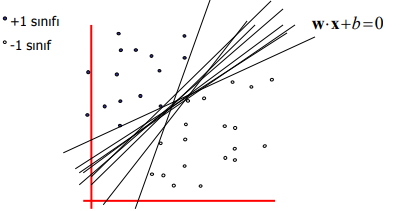 +1 sınıfı
-1 sınıf
w·x+b=0